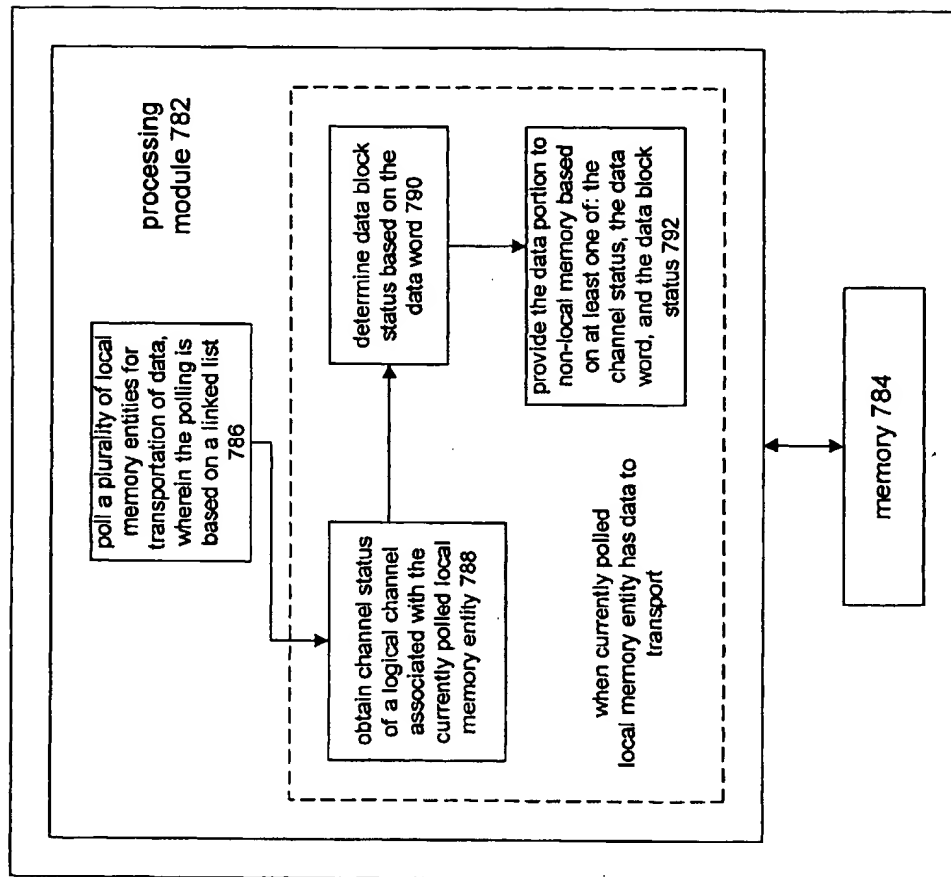 processing
module 782
poll a plurality of local
memory entities for
transportation of data,
wherein the polling is
based on a linked list
786
obtain channel status
of a logical channel
associated with the
currently polled local
memory entity 788
determine data block
status based on the
data word 790
provide the data portion to
non-local memory based
on at least one of: the
channel status, the data
word, and the data block
status 792
when currently polled
local memory entity has data to
transport
memory 784